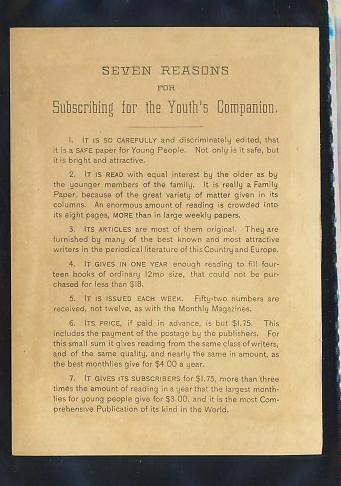 SEVEN REASONS
FOR
Subscribing for the Youth's Companion.
1. IT IS SO CAREFULLY and discriminately edited, that
it is a SAFE paper for Young People. Not only is it safe, but
it is bright and attractive.
2. IT IS READ with equal interest by the older as by
the younger members of the family. It is really a Family
Paper, because of the great variety of matter given in its
columns. An enormous amount of reading is crowded into
its eight pages, MORE than in large weekly papers.
3. ITS ARTICLES are most of them original. They are
furnished by many of the best known and most attractive
writers in the periodical literature of this Country and Europe.
4. IT GIVES IN ONE YEAR enough reading to fill four-
teen books of ordinary 12mo size, that could not be pur-
chased for less than $18.
5. IT IS ISSUED EACH WEEK. Fifty-two numbers are
received, not twelve, as with the Monthly Magazines.
6. ITS PRICE, if paid in advance, is but $1.75. This
includes the payment of the postage by the publishers. For
this small sum it gives reading from the same class of writers,
and of the same quality, and nearly the same in amount, as
the best monthlies give for $4.00 a year.
7. IT GIVES ITS SUBSCRIBERS for $1.75, more than three
times the amount of reading in a year that the largest month-
lies for young people give for $3.00, and it is the most Com-
prehensive Publication of its kind in the World.